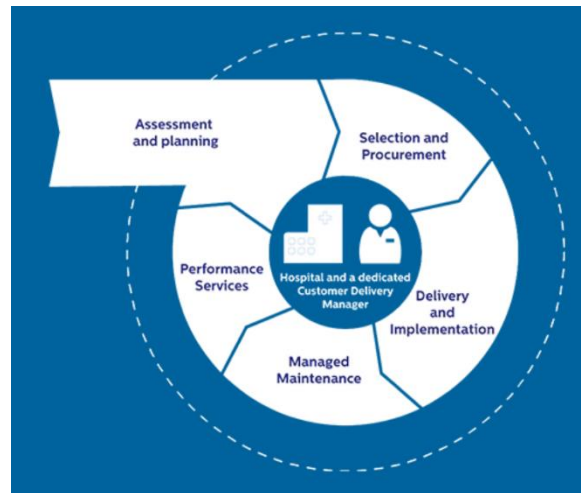 Assessment
and planning
Selection and
Procurement
Hospital and a dedicated
Customer Delivery
Manager
Performance
Services
Delivery
and
Implementation
Managed
Maintenance